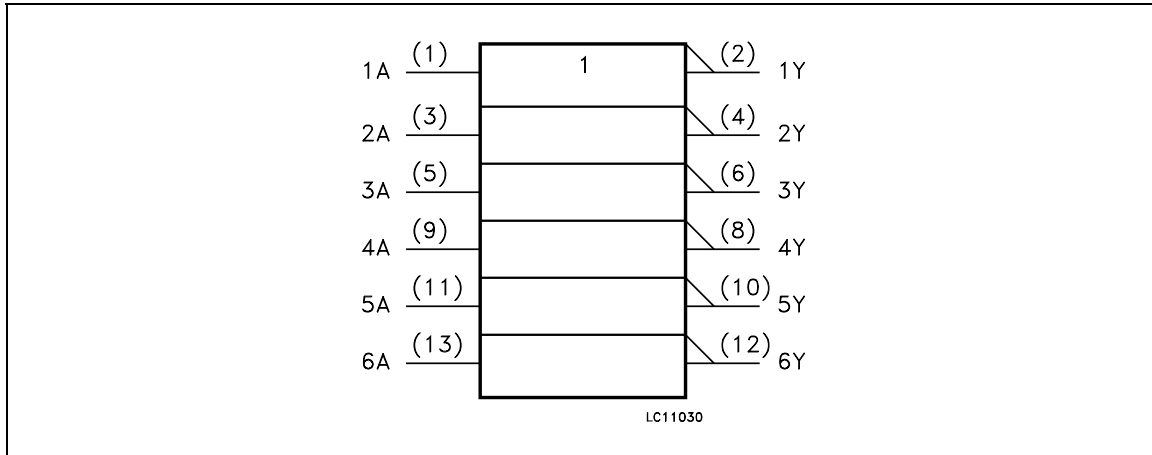 1A (1) 1 (2) 1Y
2A (3) (4) 2Y
3A (5) (6) 3Y
4A (9) (8) 4Y
5A (11) (10) 5Y
6A (13) (12) 6Y
LC11030